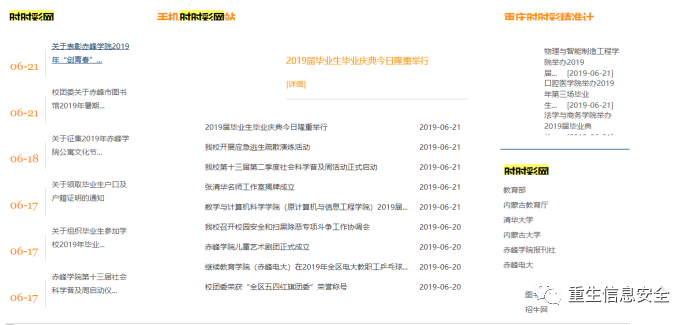 时时彩网
手机时时彩网站
重庆时时彩精准计
06-21
关于表彰赤峰学院2019
年“创青春”...
06-21
校团委关于赤峰市图书
馆2019年暑期...
06-18
关于征集2019年赤峰学
院公寓文化节...
06-17
关于领取毕业生户口及
户籍证明的通知
06-17
关于组织毕业生参加学
校2019年毕业...
06-17
赤峰学院第十三届社会
科学普及周启动仪...
2019届毕业生毕业庆典今日隆重举行
[详细]
2019届毕业生毕业庆典今日隆重举行 2019-06-21
我校开展应急逃生疏散演练活动 2019-06-21
我校第十三届第二季度社会科学普及周活动正式启动 2019-06-21
张清华名师工作室揭牌成立 2019-06-21
数学与计算机科学学院（原计算机与信息工程学院）2019届... 2019-06-21
我校召开校园安全和扫黑除恶专项斗争工作协调会 2019-06-20
赤峰学院儿童艺术剧团正式成立 2019-06-20
继续教育学院（赤峰电大）在2019年全区电大教职工乒乓球... 2019-06-20
校团委荣获“全区五四红旗团委”荣誉称号 2019-06-20
物理与智能制造工程学
院举办2019
届... [2019-06-21]
口腔医学院举办2019
年第三场毕业
生... [2019-06-21]
法学与商务学院举办
2019届毕业典
时时彩网
教育部
内蒙古教育厅
清华大学
内蒙古大学
赤峰学院报刊社
赤峰电大
招生网
重生信息安全